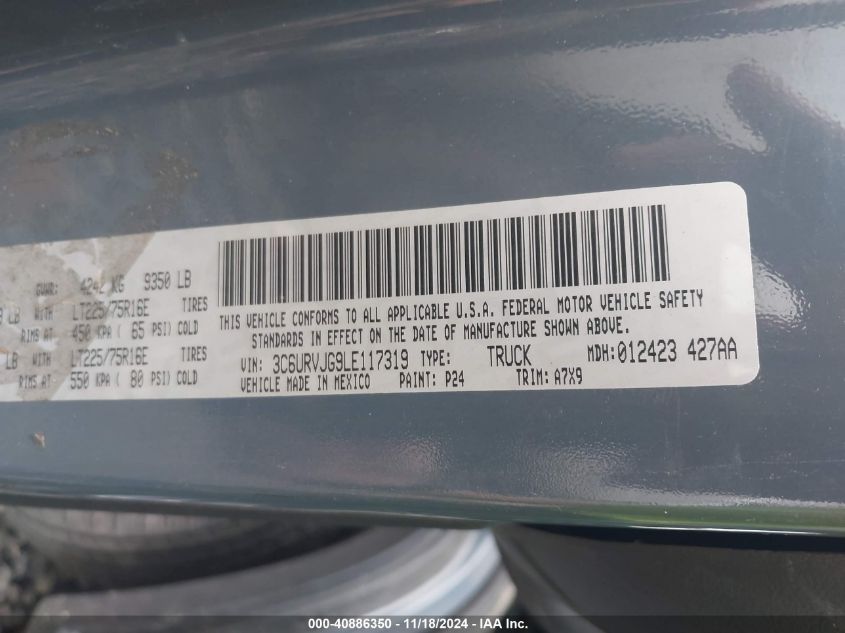 GVWR: 4242 KG 9350 LB
LB WITH LT225/75R16E TIRES
RIMS AT 450 KPA ( 65 PSI) COLD
LB WITH LT225/75R16E TIRES
RIMS AT 550 KPA ( 80 PSI) COLD
THIS VEHICLE CONFORMS TO ALL APPLICABLE U.S.A. FEDERAL MOTOR VEHICLE SAFETY
STANDARDS IN EFFECT ON THE DATE OF MANUFACTURE SHOWN ABOVE.
VIN: 3C6URVJG9LE117319 TYPE: TRUCK MDH: 012423 427AA
VEHICLE MADE IN MEXICO PAINT: P24 TRIM: A7X9
000-40886350 - 11/18/2024 - IAA Inc.